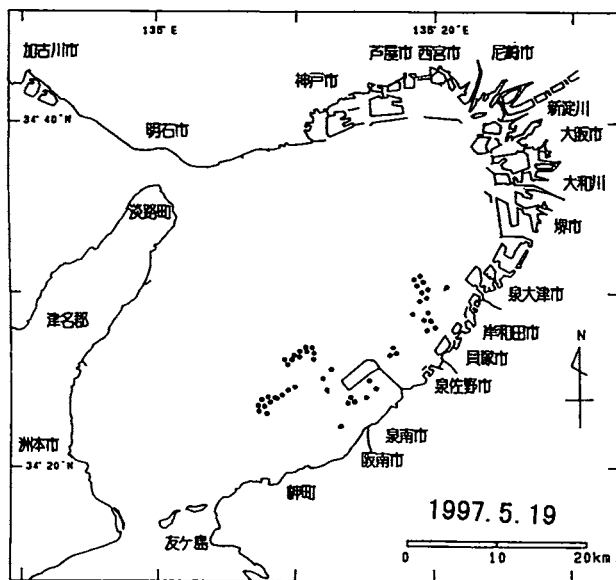 135°E
135°20'E
加古川市
芦屋市
西宮市
尼崎市
神戸市
新淀川
34°40'N
明石市
大阪市
大和川
淡路町
堺市
泉大津市
津名郡
岸和田市
N
貝塚市
泉佐野市
泉南市
洲本市
阪南市
34°20'N
岬町
1997.5.19
友ケ島
0
10
20km